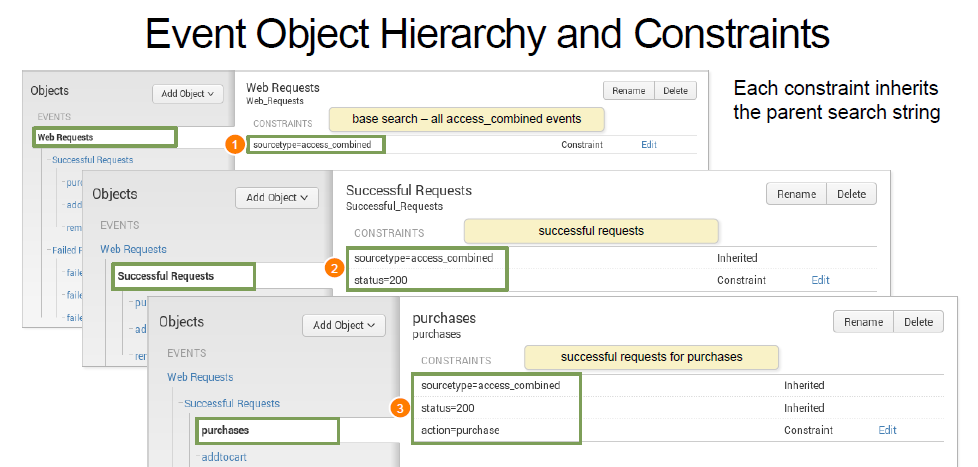 Event Object Hierarchy and Constraints
Each constraint inherits
the parent search string
Objects
Add Object
EVENTS
Web Requests
Successful Requests
Failed
Web Requests
Web_Requests
Rename
Delete
CONSTRAINTS
base search – all access_combined events
1
sourcetype=access_combined
Constraint
Edit
Objects
Add Object
EVENTS
Web Requests
Successful Requests
Successful Requests
Successful_Requests
Rename
Delete
CONSTRAINTS
successful requests
2
sourcetype=access_combined
Inherited
status=200
Constraint
Edit
Objects
Add Object
EVENTS
Web Requests
Successful Requests
purchases
addtocart
purchases
purchases
Rename
Delete
CONSTRAINTS
successful requests for purchases
3
sourcetype=access_combined
Inherited
status=200
Inherited
action=purchase
Constraint
Edit